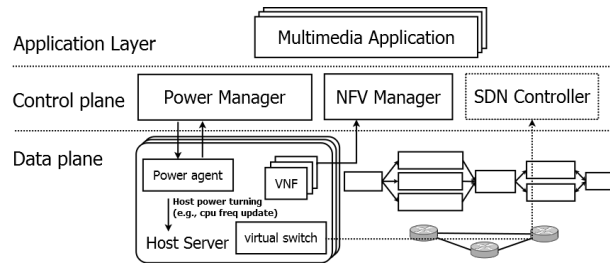 Application Layer
Multimedia Application
Control plane
Power Manager
NFV Manager
SDN Controller
Data plane
Power agent
VNF
Host power turning
(e.g., cpu freq update)
Host Server
virtual switch